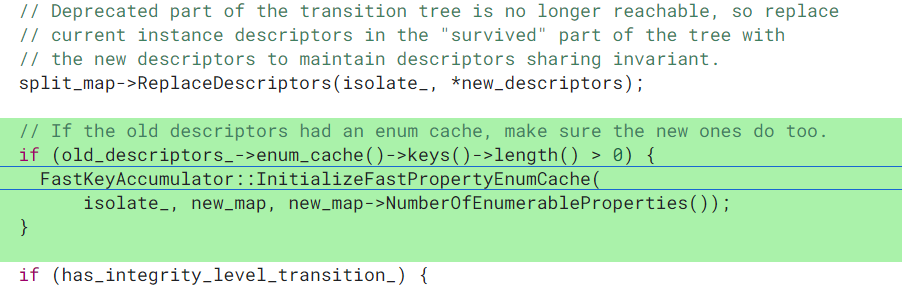 // Deprecated part of the transition tree is no longer reachable, so replace
// current instance descriptors in the "survived" part of the tree with
// the new descriptors to maintain descriptors sharing invariant.
split_map->ReplaceDescriptors(isolate_, *new_descriptors);
// If the old descriptors had an enum cache, make sure the new ones do too.
if (old_descriptors_->enum_cache()->keys()->length() > 0) {
FastKeyAccumulator::InitializeFastPropertyEnumCache(
isolate_, new_map, new_map->NumberOfEnumerableProperties());
}
if (has_integrity_level_transition_) {